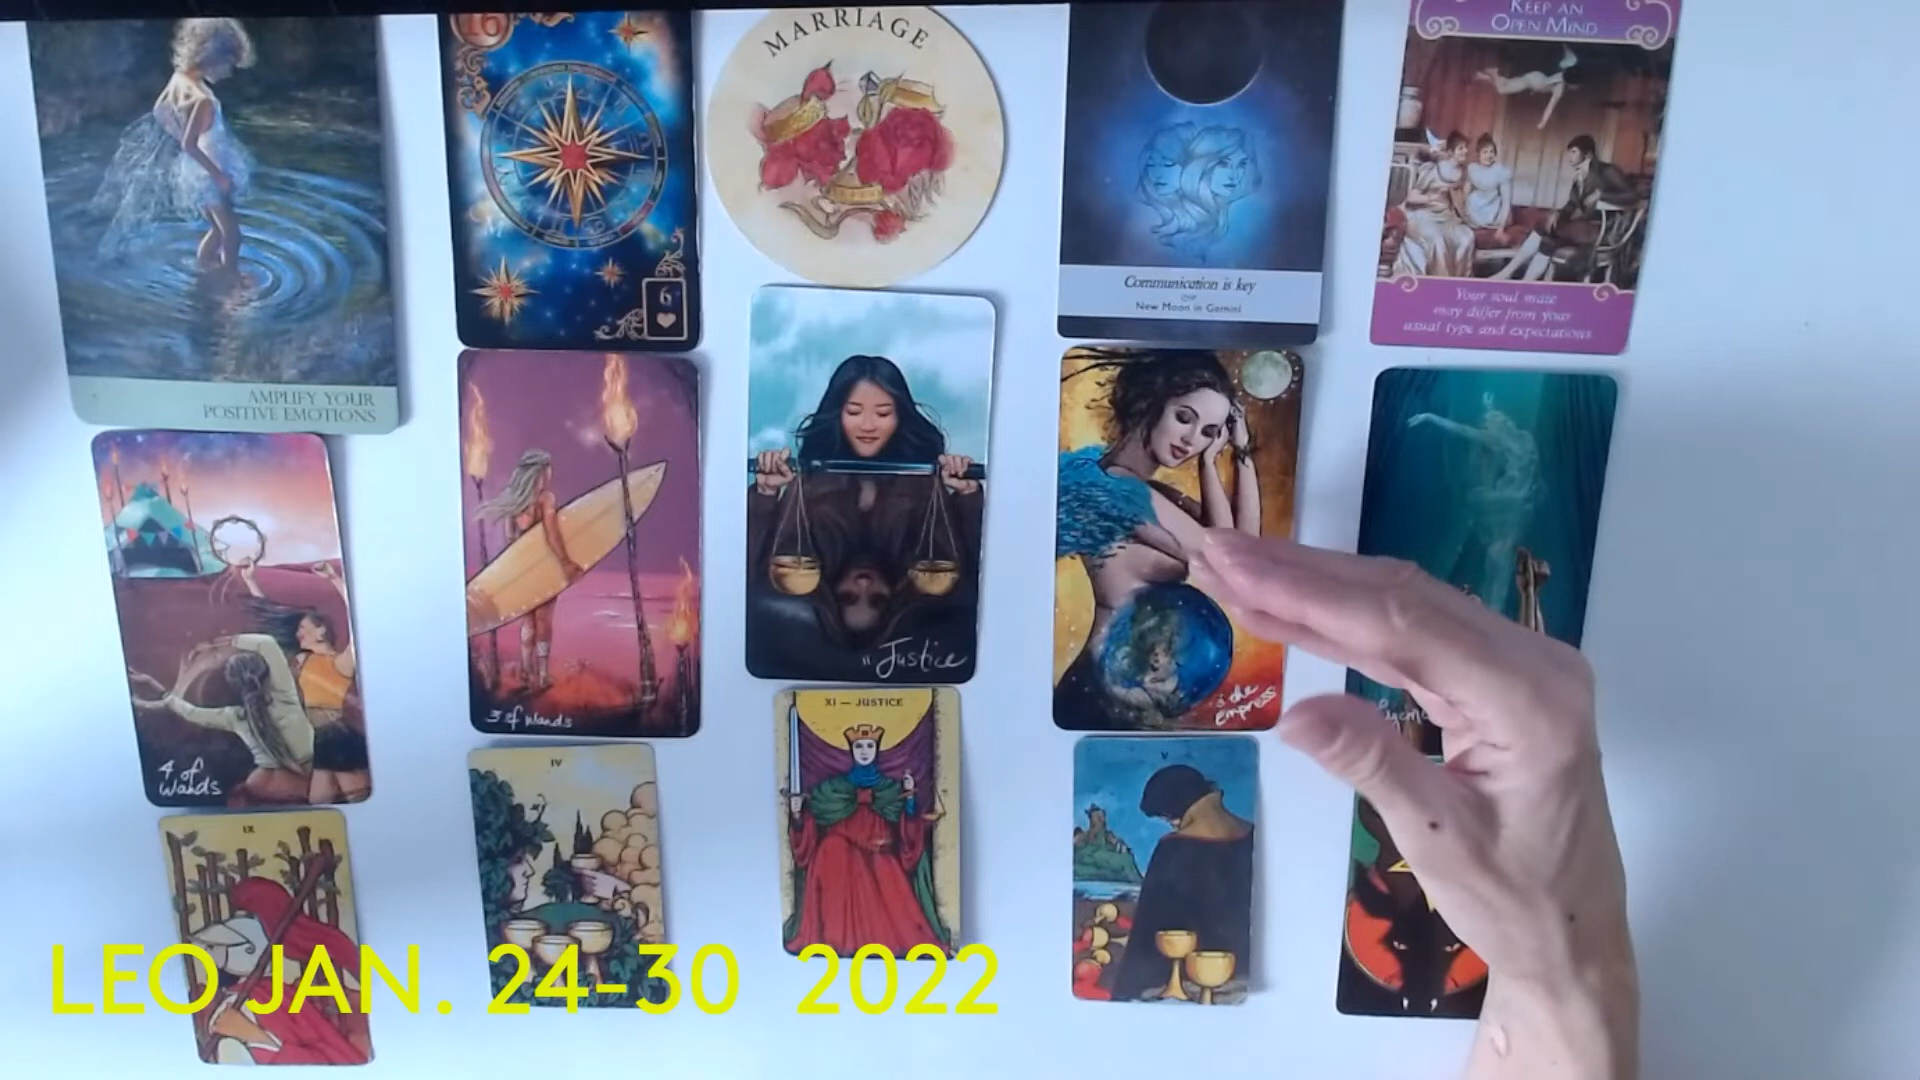 16
MARRIAGE
KEEP AN
OPEN MIND
6
Communication is key
New Moon in Gemini
Your soul mate
may differ from your
usual type and expectations
AMPLIFY YOUR
POSITIVE EMOTIONS
4 of
Wands
3 of Wands
11 Justice
3 the
empress
IX
IV
XI — JUSTICE
V
LEO JAN. 24-30 2022